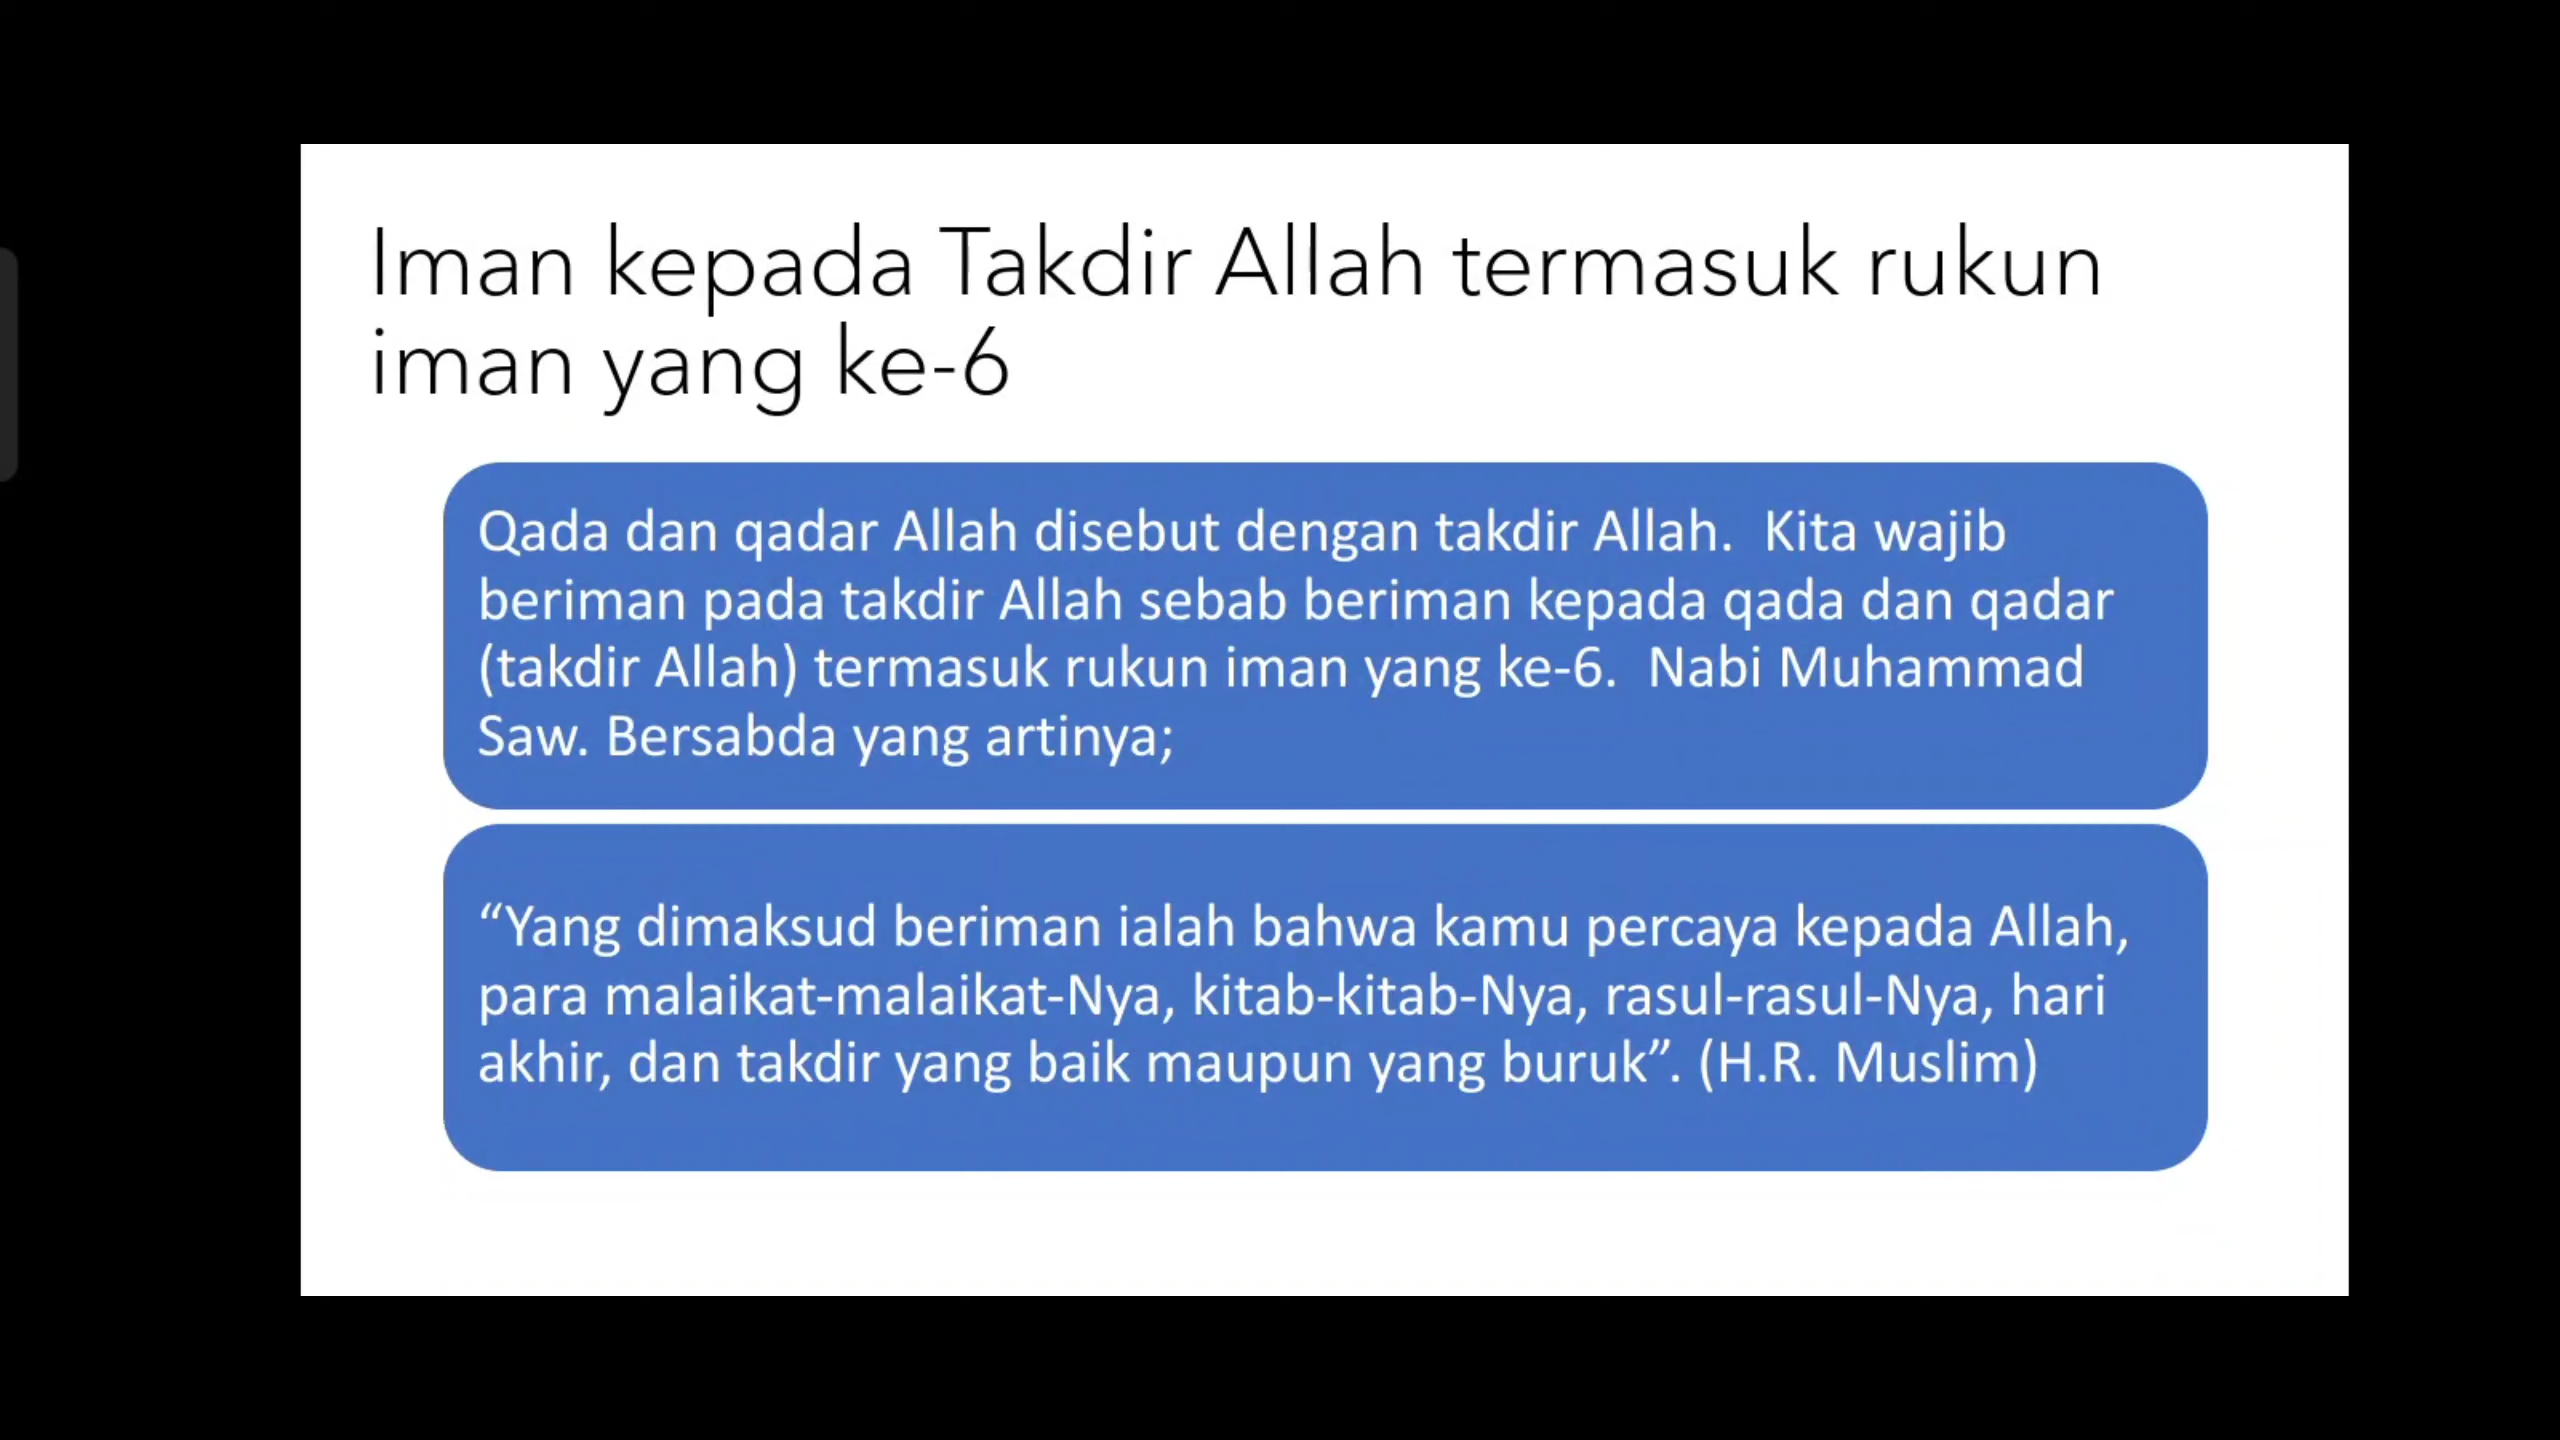 Iman kepada Takdir Allah termasuk rukun
iman yang ke-6
Qada dan qadar Allah disebut dengan takdir Allah.  Kita wajib
beriman pada takdir Allah sebab beriman kepada qada dan qadar
(takdir Allah) termasuk rukun iman yang ke-6.  Nabi Muhammad
Saw. Bersabda yang artinya;
“Yang dimaksud beriman ialah bahwa kamu percaya kepada Allah,
para malaikat-malaikat-Nya, kitab-kitab-Nya, rasul-rasul-Nya, hari
akhir, dan takdir yang baik maupun yang buruk”. (H.R. Muslim)